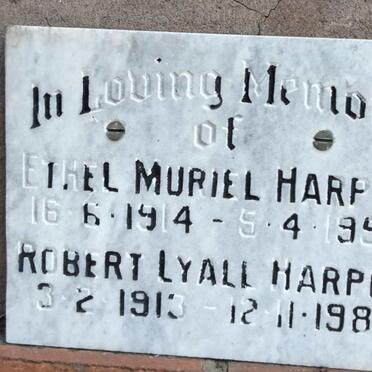 In Loving Memo
of
ETHEL MURIEL HARP
16·6·1914 - 5·4·199
ROBERT LYALL HARP
3·2·1913 - 12·11·198